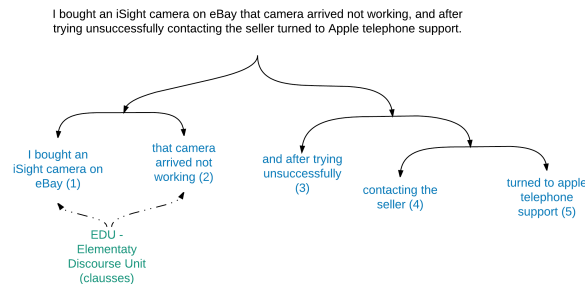 I bought an iSight camera on eBay that camera arrived not working, and after
trying unsuccessfully contacting the seller turned to Apple telephone support.
I bought an
iSight camera on
eBay (1)
that camera
arrived not
working (2)
and after trying
unsuccessfully
(3)
contacting the
seller (4)
turned to apple
telephone
support (5)
EDU -
Elementaty
Discourse Unit
(clausses)